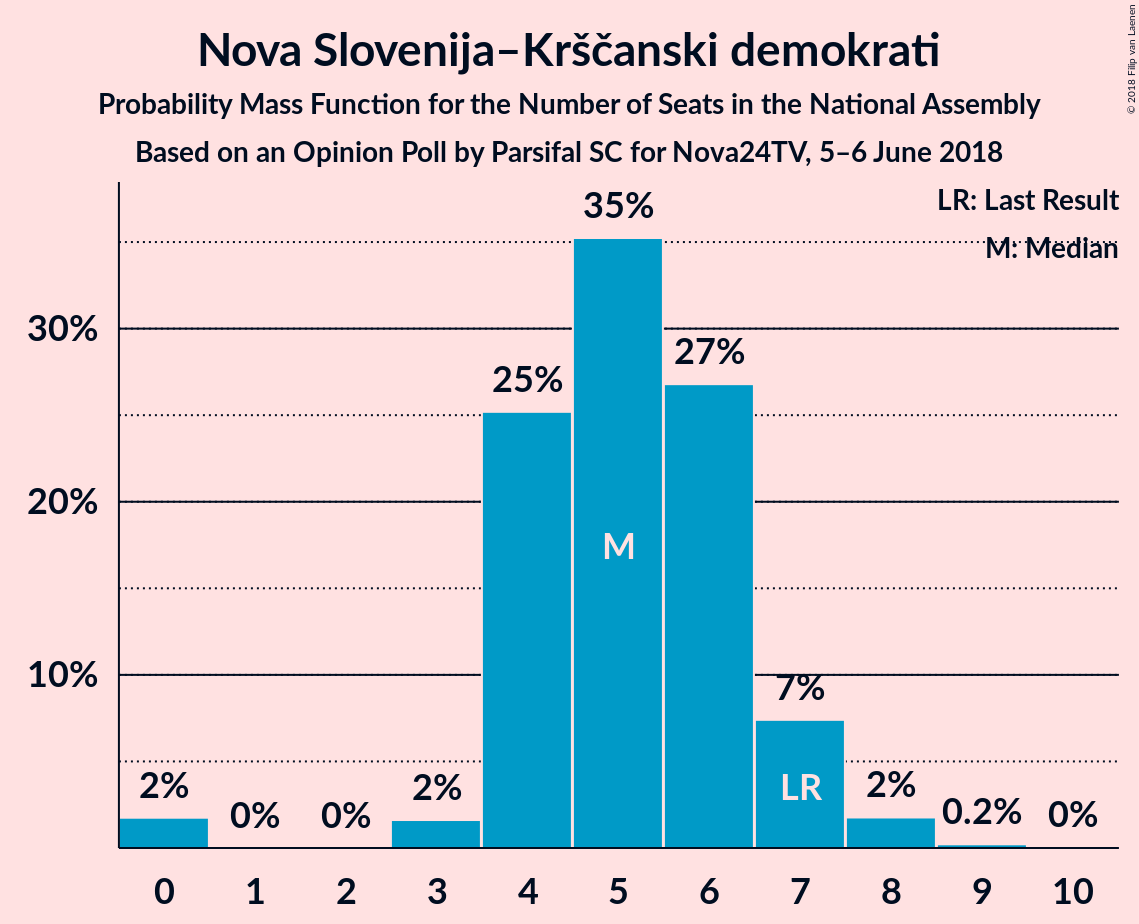 Nova Slovenija–Krščanski demokrati
Probability Mass Function for the Number of Seats in the National Assembly
Based on an Opinion Poll by Parsifal SC for Nova24TV, 5–6 June 2018
© 2018 Filip van Laenen
LR: Last Result
M: Median
35%
30%
27%
25%
20%
M
10%
7%
2%
2%
LR
2%
0%
0%
0.2%
0%
0 1 2 3 4 5 6 7 8 9 10